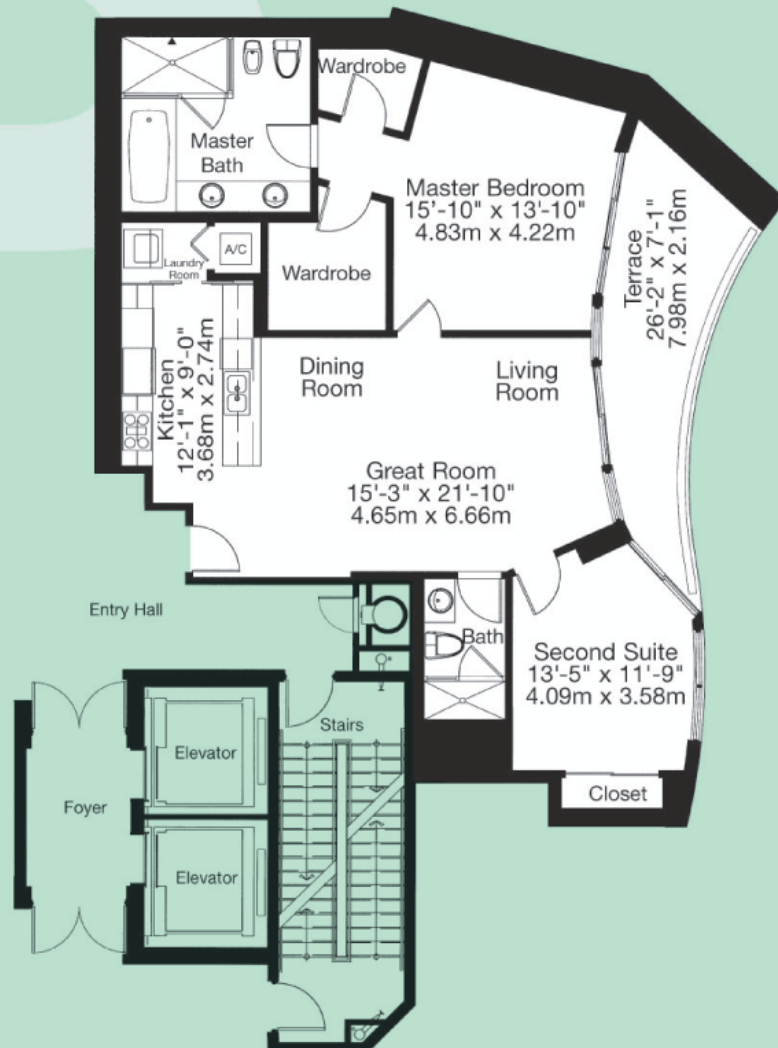 Wardrobe
Master
Bath
Master Bedroom
15'-10" x 13'-10"
4.83m x 4.22m
Terrace
26'-2" x 7'-1"
7.98m x 2.16m
A/C
Laundry
Room
Wardrobe
Kitchen
12'-1" x 9'-0"
3.68m x 2.74m
Dining
Room
Living
Room
Great Room
15'-3" x 21'-10"
4.65m x 6.66m
Entry Hall
Bath
Second Suite
13'-5" x 11'-9"
4.09m x 3.58m
Stairs
Elevator
Closet
Foyer
Elevator